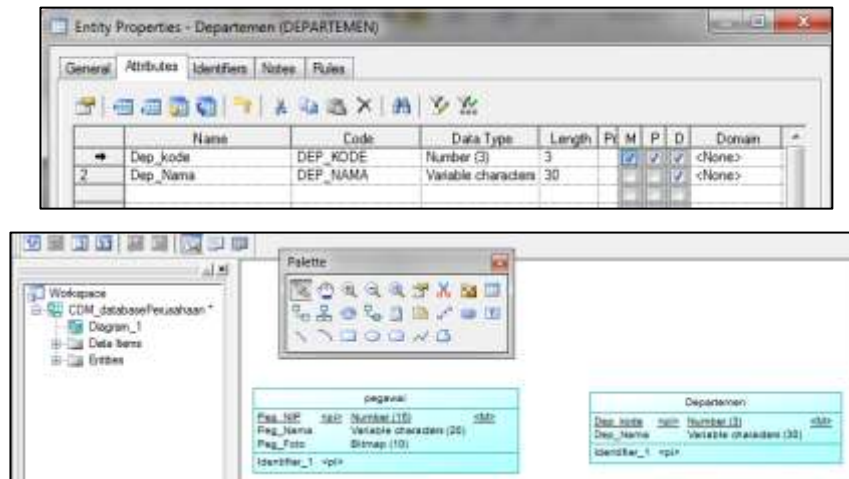 Entity Properties - Departemen (DEPARTEMEN)
General Attributes Identifiers Notes Rules
Name Code Data Type Length M P D Domain
Dep_kode DEP_KODE Number (3) 3 <None>
2 Dep_Nama DEP_NAMA Variable characters 30 <None>
Palette
Workspace
CDM_databasePerusahaan *
Diagram_1
Data Items
Entities
pegawai
Peg_NIP <pi> Number (15) <M>
Peg_Nama Variable characters (25)
Peg_Foto Bitmap (10)
Identifier_1 <pi>
Departemen
Dep_kode <pi> Number (3) <M>
Dep_Nama Variable characters (30)
Identifier_1 <pi>